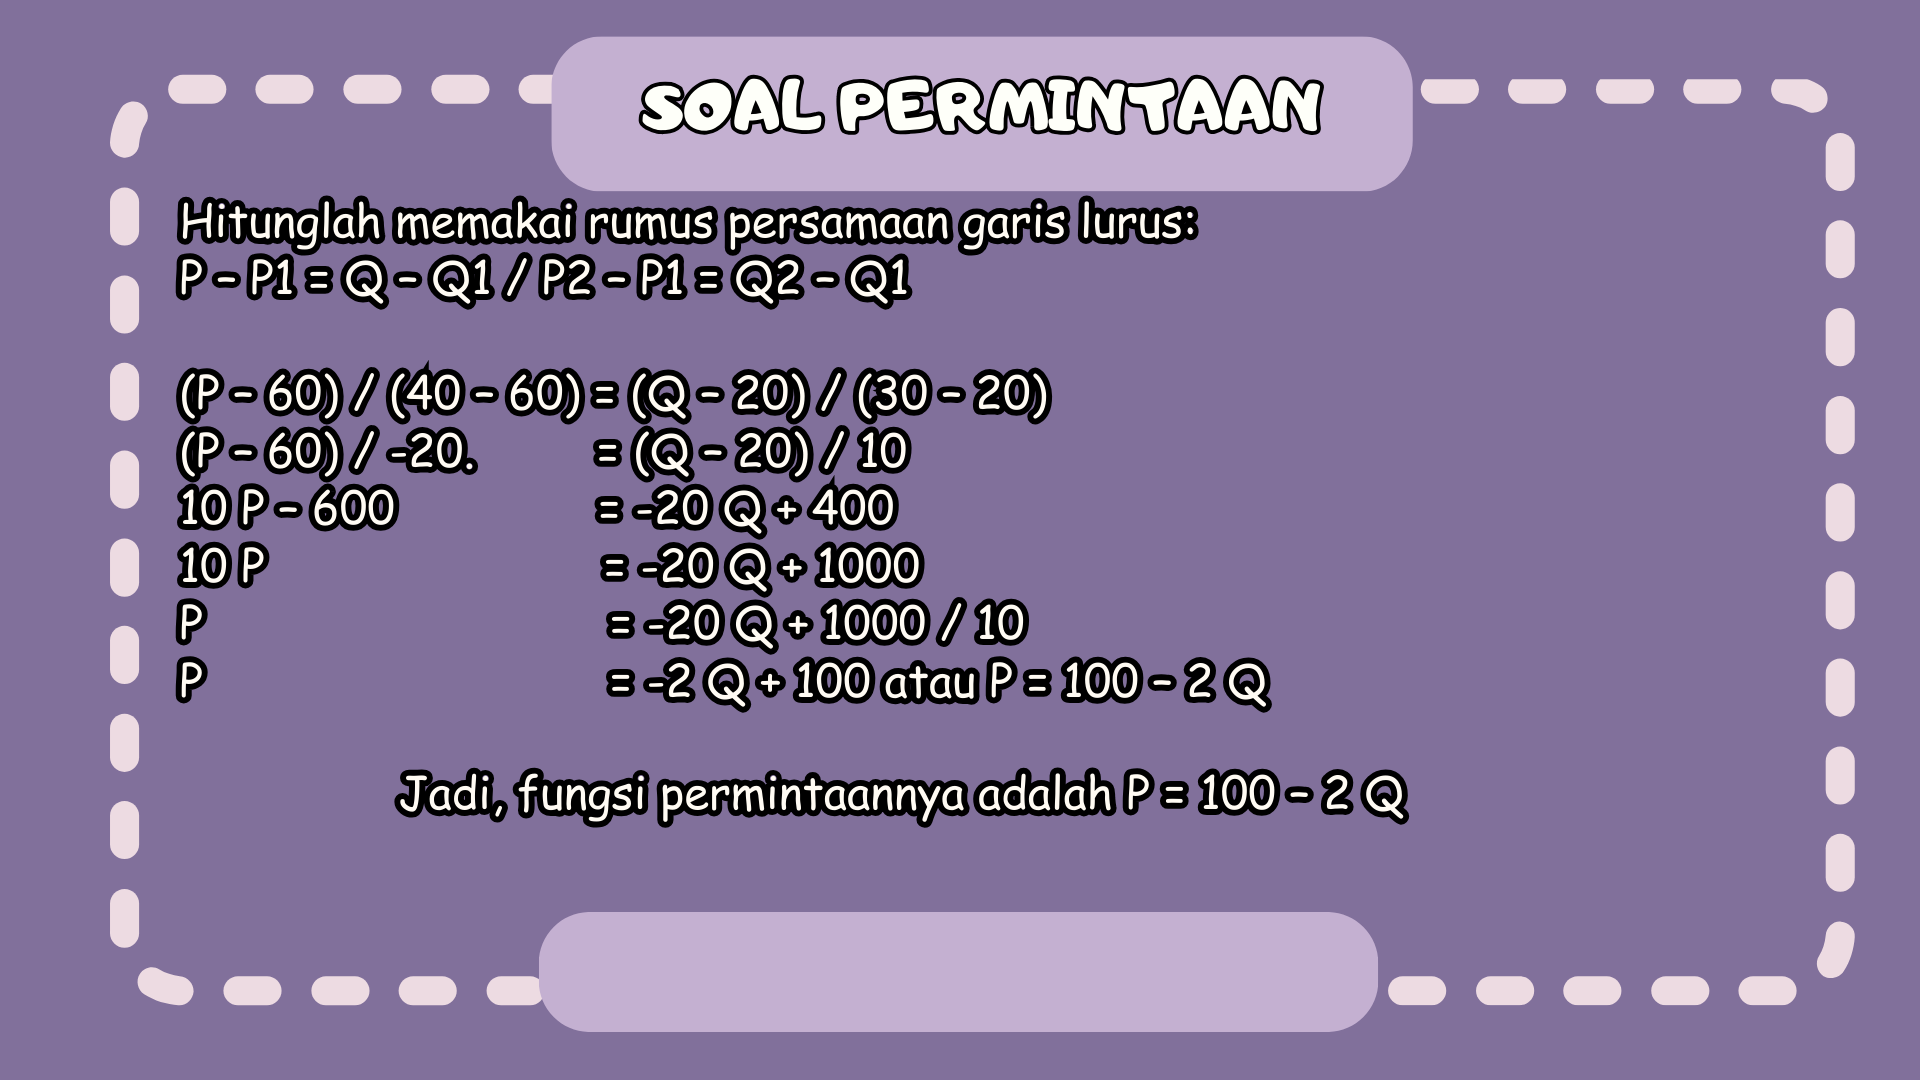 SOAL PERMINTAAN
Hitunglah memakai rumus persamaan garis lurus:
P – P1 = Q – Q1 / P2 – P1 = Q2 – Q1
(P – 60) / (40 – 60) = (Q – 20) / (30 – 20)
(P – 60) / -20. = (Q – 20) / 10
10 P – 600 = -20 Q + 400
10 P = -20 Q + 1000
P = -20 Q + 1000 / 10
P = -2 Q + 100 atau P = 100 – 2 Q
Jadi, fungsi permintaannya adalah P = 100 – 2 Q